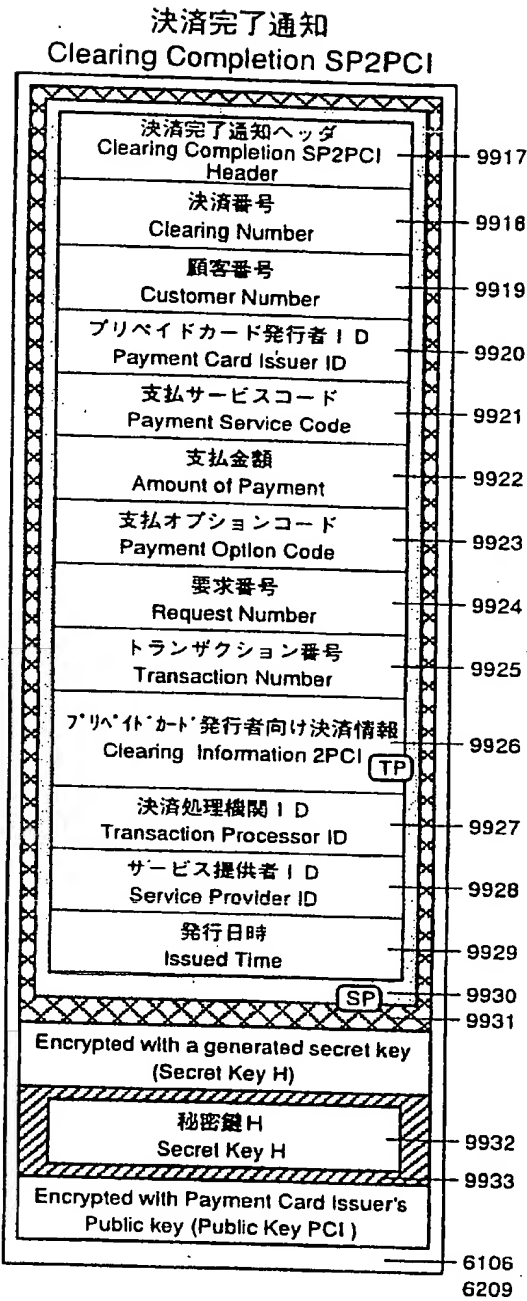 決済完了通知
Clearing Completion SP2PCI
決済完了通知ヘッダ
Clearing Completion SP2PCI
Header
9917
決済番号
Clearing Number
9918
顧客番号
Customer Number
9919
プリペイドカード発行者ID
Payment Card Issuer ID
9920
支払サービスコード
Payment Service Code
9921
支払金額
Amount of Payment
9922
支払オプションコード
Payment Option Code
9923
要求番号
Request Number
9924
トランザクション番号
Transaction Number
9925
プリペイドカード発行者向け決済情報
Clearing Information 2PCI
TP
9926
決済処理機関ID
Transaction Processor ID
9927
サービス提供者ID
Service Provider ID
9928
発行日時
Issued Time
9929
SP
9930
9931
Encrypted with a generated secret key
(Secret Key H)
秘密鍵H
Secret Key H
9932
9933
Encrypted with Payment Card Issuer's
Public key (Public Key PCI)
6106
6209